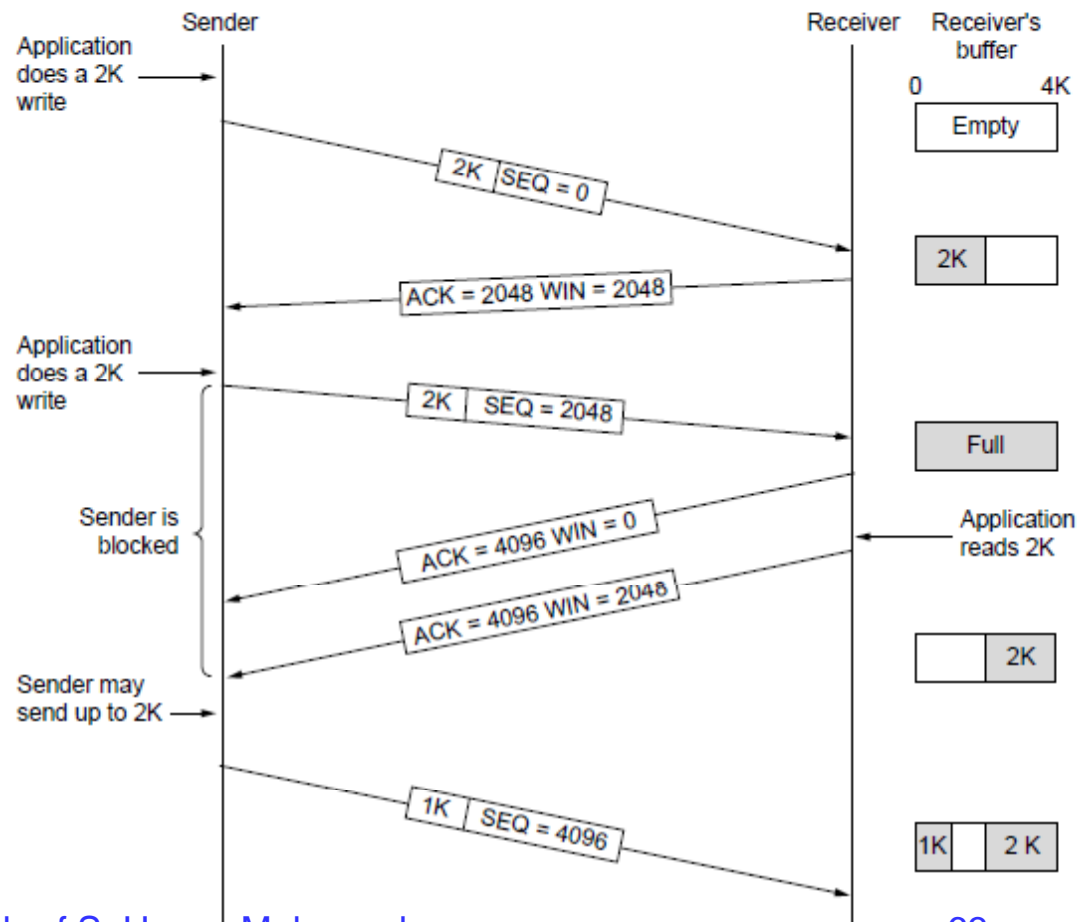 Sender
Receiver
Receiver's
buffer
Application
does a 2K
write
0 4K
Empty
2K SEQ = 0
2K
ACK = 2048 WIN = 2048
Application
does a 2K
write
2K SEQ = 2048
Full
Sender is
blocked
ACK = 4096 WIN = 0
Application
reads 2K
ACK = 4096 WIN = 2048
2K
Sender may
send up to 2K
1K SEQ = 4096
1K 2 K
of S.